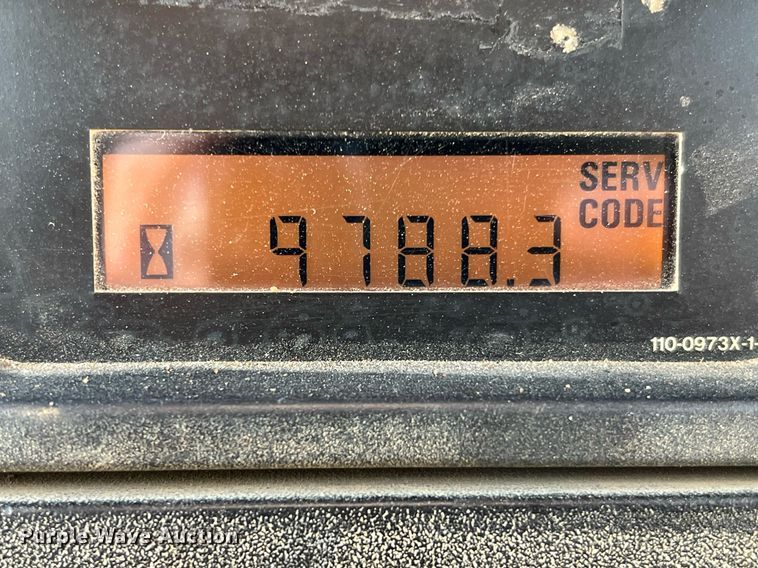 SERV
CODE
9788.3
110-0973X-1-
Purple Wave Auction